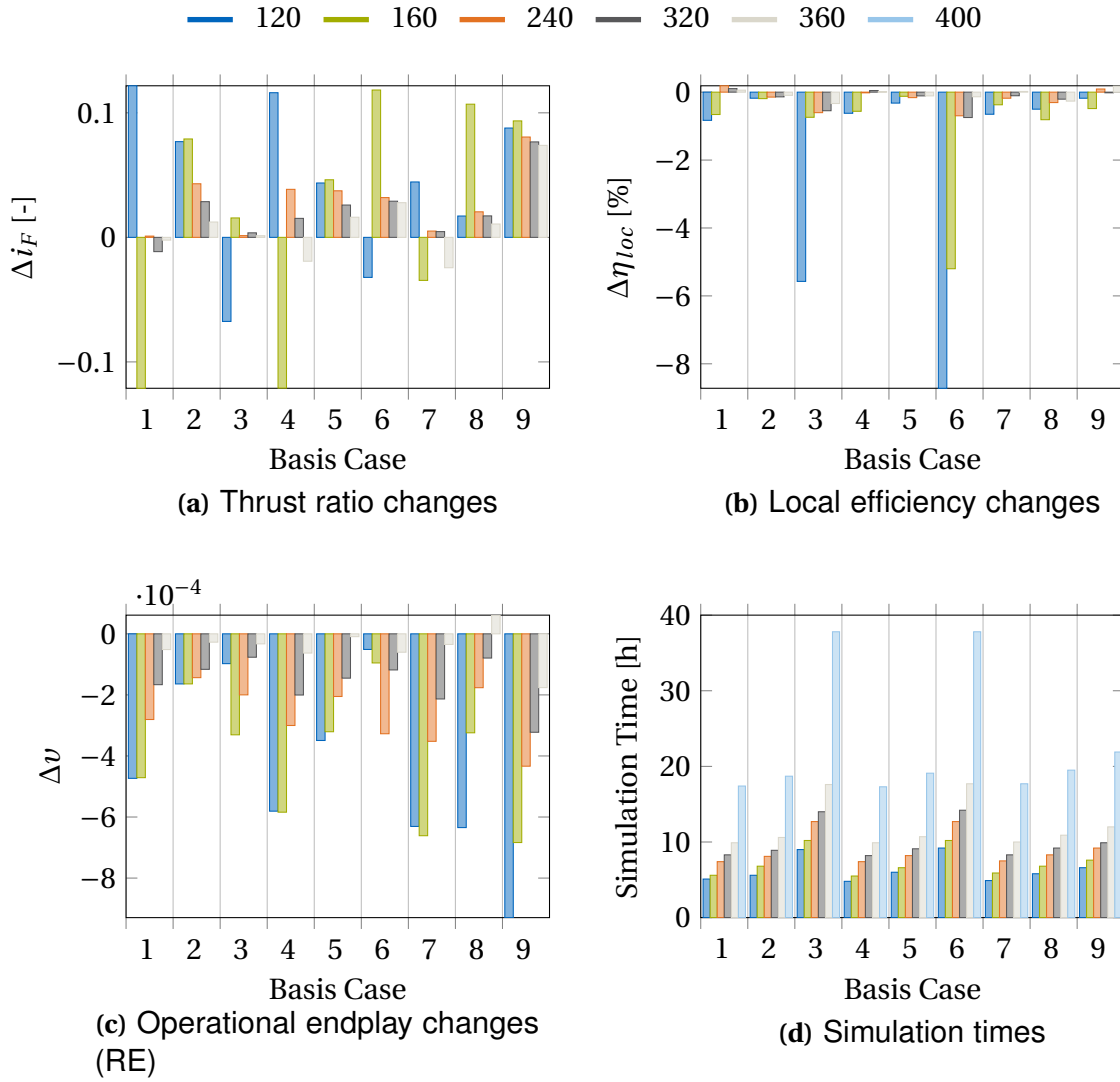 120 160 240 320 360 400
0.1
0
−0.1
Δi_F [-]
1 2 3 4 5 6 7 8 9
Basis Case
(a) Thrust ratio changes
0
−2
−4
−6
−8
Δη_loc [%]
1 2 3 4 5 6 7 8 9
Basis Case
(b) Local efficiency changes
·10⁻⁴
0
−2
−4
−6
−8
Δυ
1 2 3 4 5 6 7 8 9
Basis Case
(c) Operational endplay changes
(RE)
40
30
20
10
0
Simulation Time [h]
1 2 3 4 5 6 7 8 9
Basis Case
(d) Simulation times